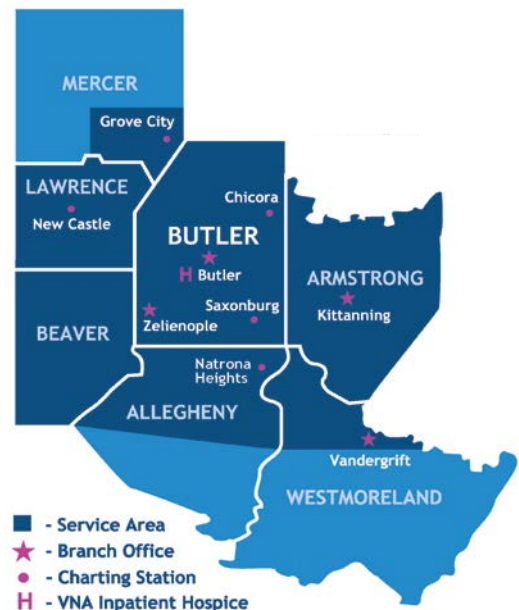 MERCER
Grove City
LAWRENCE
New Castle
Chicora
BUTLER
H Butler
ARMSTRONG
Kittanning
BEAVER
Zelienople
Saxonburg
Natrona
Heights
ALLEGHENY
Vandergrift
WESTMORELAND
- Service Area
- Branch Office
- Charting Station
H - VNA Inpatient Hospice